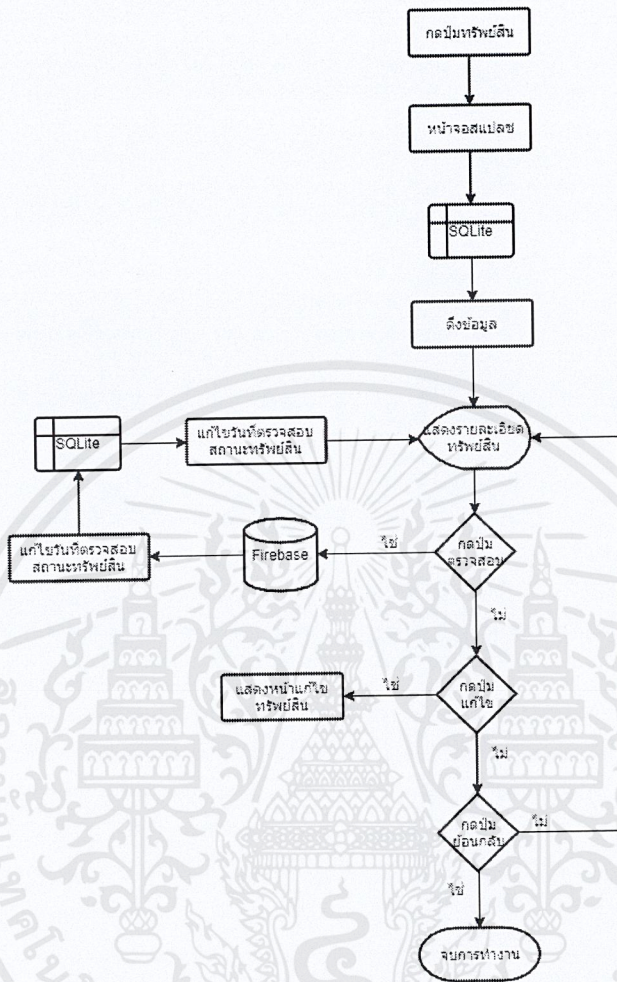 กดปุ่มทรัพย์สิน
หน้าจอสแปลช
SQLite
ดึงข้อมูล
แสดงรายละเอียด
ทรัพย์สิน
แก้ไขวันที่ตรวจสอบ
สถานะทรัพย์สิน
SQLite
แก้ไขวันที่ตรวจสอบ
สถานะทรัพย์สิน
Firebase
ใช่
กดปุ่ม
ตรวจสอบ
ไม่
แสดงหน้าแก้ไข
ทรัพย์สิน
ใช่
กดปุ่ม
แก้ไข
ไม่
กดปุ่ม
ย้อนกลับ
ไม่
ใช่
จบการทำงาน